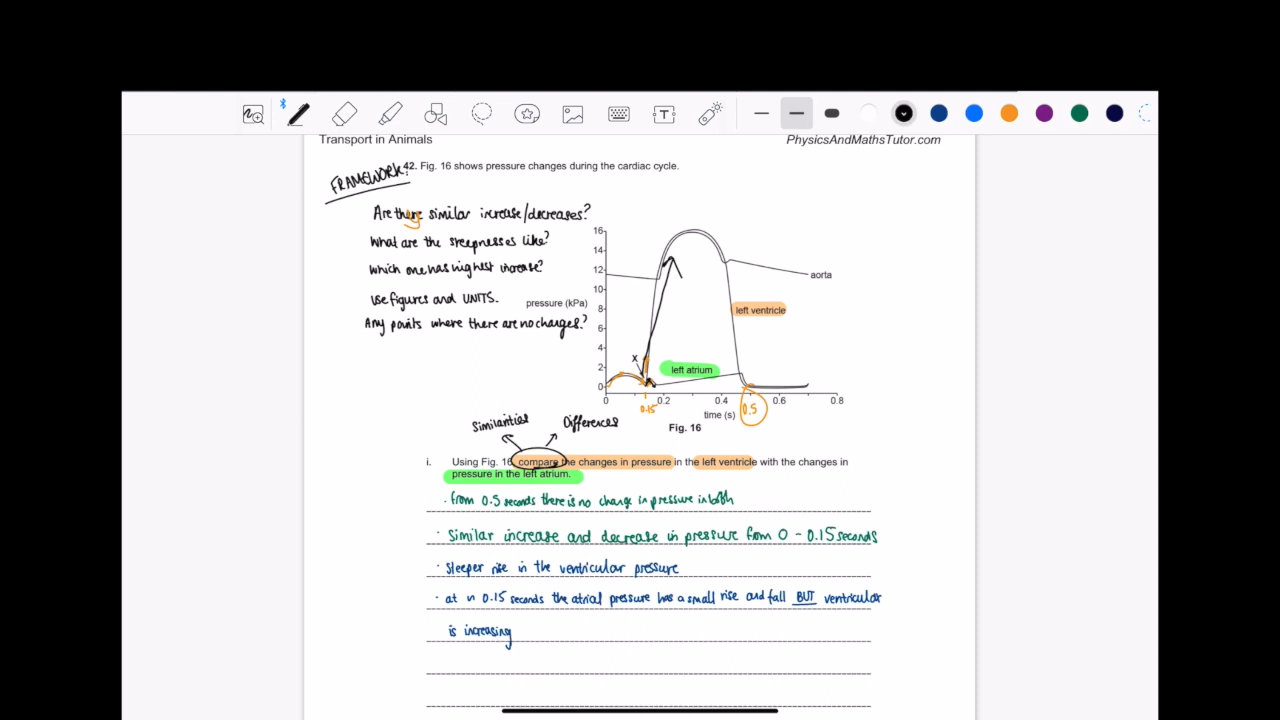 Transport in Animals
PhysicsAndMathsTutor.com
FRAMEWORK:
42. Fig. 16 shows pressure changes during the cardiac cycle.
Are they similar increase/decreases?
What are the steepnesses like?
Which one has highest increase?
use figures and UNITS.
Any points where there are no changes?
pressure (kPa)
16
14
12
10
8
6
4
2
0
aorta
left ventricle
left atrium
X
0
0.2
0.4
0.6
0.8
0.15
0.5
time (s)
Fig. 16
Similarities
Differences
i. Using Fig. 16, compare the changes in pressure in the left ventricle with the changes in
pressure in the left atrium.
· from 0.5 seconds there is no change in pressure in both
· Similar increase and decrease in pressure from 0 - 0.15 seconds
· Steeper rise in the ventricular pressure
· at ~ 0.15 seconds the atrial pressure has a small rise and fall BUT ventricular
is increasing